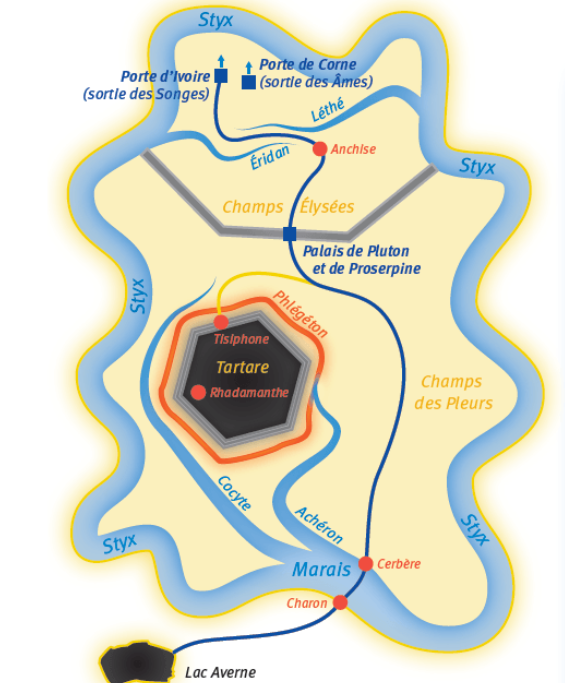 Styx
Porte d'Ivoire
(sortie des Songes)
Porte de Corne
(sortie des Âmes)
Léthé
Éridan
Anchise
Styx
Champs Élysées
Palais de Pluton
et de Proserpine
Styx
Phlégéton
Tisiphone
Tartare
Rhadamanthe
Champs
des Pleurs
Cocyte
Achéron
Styx
Styx
Marais
Cerbère
Charon
Lac Averne